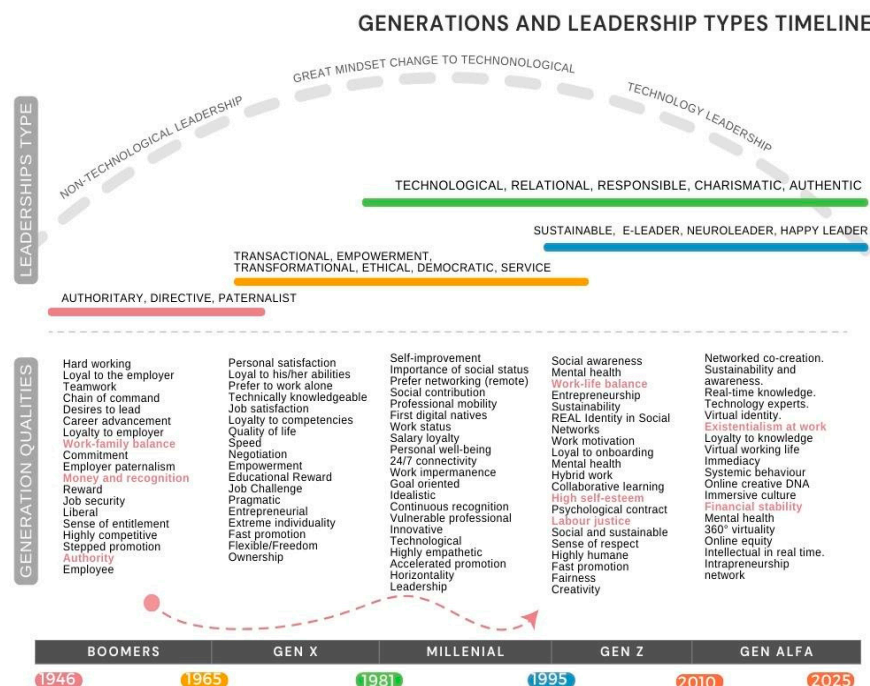 GENERATIONS AND LEADERSHIP TYPES TIMELINE
GREAT MINDSET CHANGE TO TECHNONOLOGICAL
NON-TECHNOLOGICAL LEADERSHIP
TECHNOLOGY LEADERSHIP
LEADERSHIPS TYPE
TECHNOLOGICAL, RELATIONAL, RESPONSIBLE, CHARISMATIC, AUTHENTIC
SUSTAINABLE, E-LEADER, NEUROLEADER, HAPPY LEADER
TRANSACTIONAL, EMPOWERMENT,
TRANSFORMATIONAL, ETHICAL, DEMOCRATIC, SERVICE
AUTHORITARY, DIRECTIVE, PATERNALIST
GENERATION QUALITIES
Hard working
Loyal to the employer
Teamwork
Chain of command
Desires to lead
Career advancement
Loyalty to employer
Work-family balance
Commitment
Employer paternalism
Money and recognition
Reward
Job security
Liberal
Sense of entitlement
Highly competitive
Stepped promotion
Authority
Employee
Personal satisfaction
Loyal to his/her abilities
Prefer to work alone
Technically knowledgeable
Job satisfaction
Loyalty to competencies
Quality of life
Speed
Negotiation
Empowerment
Educational Reward
Job Challenge
Pragmatic
Entrepreneurial
Extreme individuality
Fast promotion
Flexible/Freedom
Ownership
Self-improvement
Importance of social status
Prefer networking (remote)
Social contribution
Professional mobility
First digital natives
Work status
Salary loyalty
Personal well-being
24/7 connectivity
Work impermanence
Goal oriented
Idealistic
Continuous recognition
Vulnerable professional
Innovative
Technological
Highly empathetic
Accelerated promotion
Horizontality
Leadership
Social awareness
Mental health
Work-life balance
Entrepreneurship
Sustainability
REAL Identity in Social
Networks
Work motivation
Loyal to onboarding
Mental health
Hybrid work
Collaborative learning
High self-esteem
Psychological contract
Labour justice
Social and sustainable
Sense of respect
Highly humane
Fast promotion
Fairness
Creativity
Networked co-creation.
Sustainability and
awareness.
Real-time knowledge.
Technology experts.
Virtual identity.
Existentialism at work
Loyalty to knowledge
Virtual working life
Immediacy
Systemic behaviour
Online creative DNA
Immersive culture
Financial stability
Mental health
360° virtuality
Online equity
Intellectual in real time.
Intrapreneurship
network
BOOMERS
GEN X
MILLENIAL
GEN Z
GEN ALFA
1946
1965
1981
1995
2010
2025